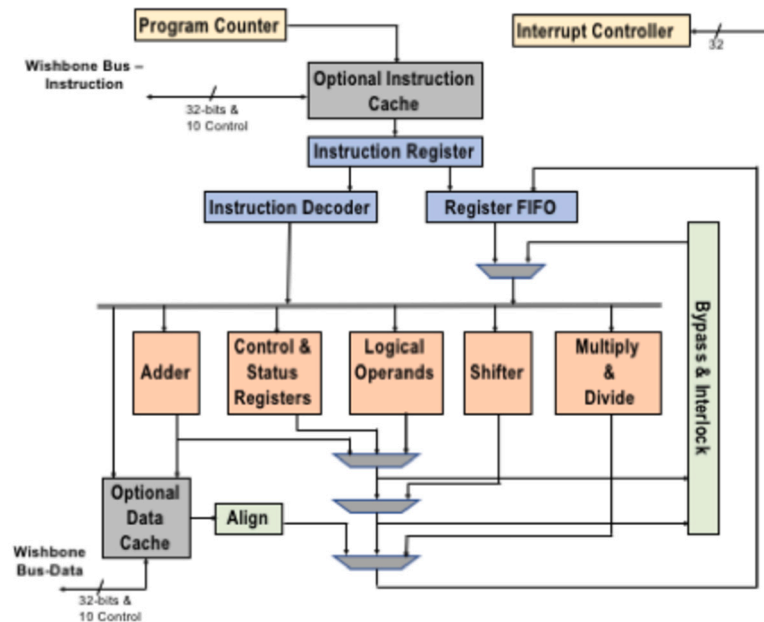 Program Counter
Interrupt Controller
32
Wishbone Bus –
Instruction
32-bits &
10 Control
Optional Instruction
Cache
Instruction Register
Instruction Decoder
Register FIFO
Adder
Control &
Status
Registers
Logical
Operands
Shifter
Multiply
&
Divide
Bypass & Interlock
Optional
Data
Cache
Align
Wishbone
Bus-Data
32-bits &
10 Control